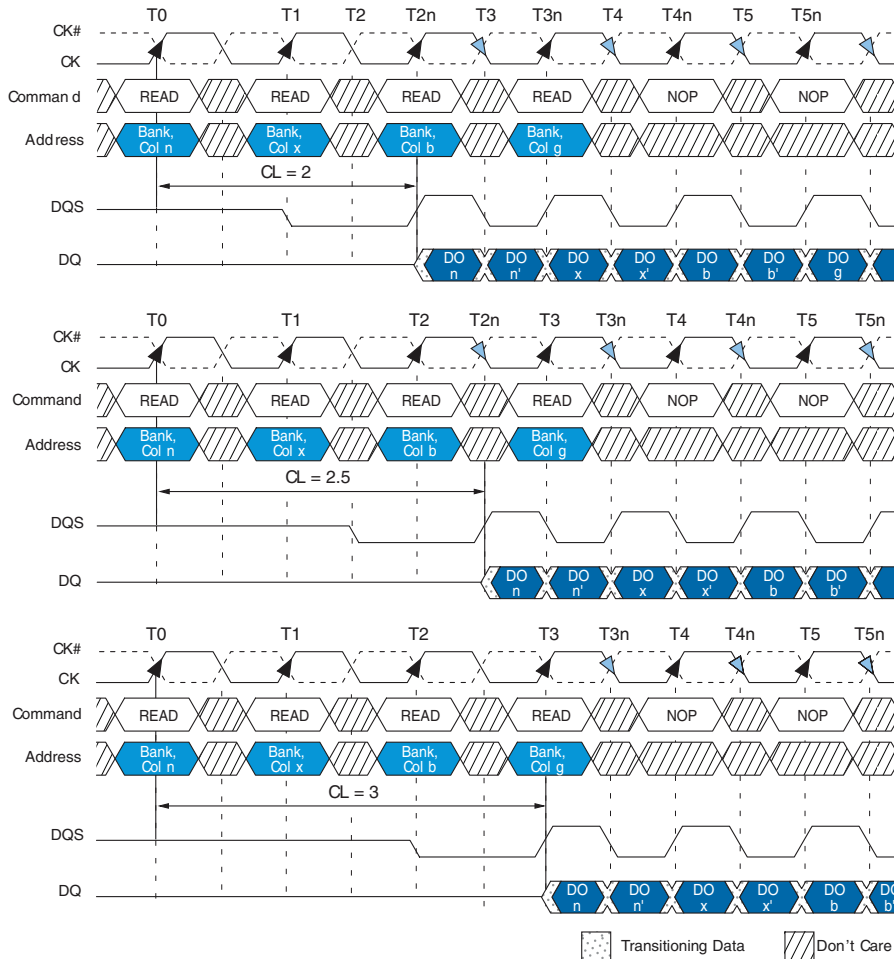 T0 T1 T2 T2n T3 T3n T4 T4n T5 T5n
CK#
CK
Comman d READ READ READ READ NOP NOP
Address Bank, Col n Bank, Col x Bank, Col b Bank, Col g
CL = 2
DQS
DQ DO n DO n' DO x DO x' DO b DO b' DO g
T0 T1 T2 T2n T3 T3n T4 T4n T5 T5n
CK#
CK
Command READ READ READ READ NOP NOP
Address Bank, Col n Bank, Col x Bank, Col b Bank, Col g
CL = 2.5
DQS
DQ DO n DO n' DO x DO x' DO b DO b'
T0 T1 T2 T3 T3n T4 T4n T5 T5n
CK#
CK
Command READ READ READ READ NOP NOP
Address Bank, Col n Bank, Col x Bank, Col b Bank, Col g
CL = 3
DQS
DQ DO n DO n' DO x DO x' DO b DO b'
Transitioning Data Don't Care